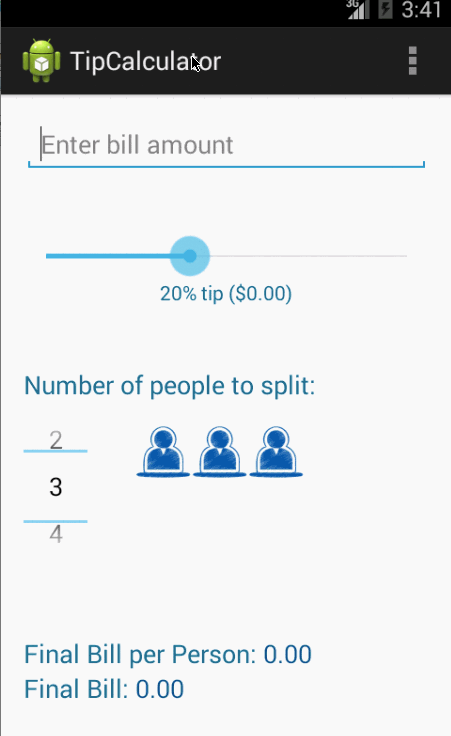 3G 3:41
TipCalculator
Enter bill amount
20% tip ($0.00)
Number of people to split:
2
3
4
Final Bill per Person: 0.00
Final Bill: 0.00